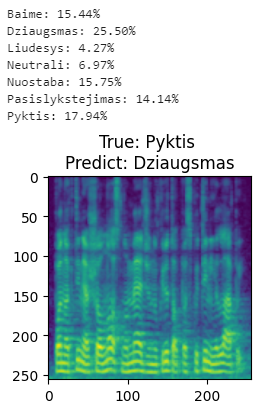 Baime: 15.44%
Dziaugsmas: 25.50%
Liudesys: 4.27%
Neutrali: 6.97%
Nuostaba: 15.75%
Pasislykstejimas: 14.14%
Pyktis: 17.94%
True: Pyktis
Predict: Dziaugsmas
0
50
100
150
200
250
0 100 200